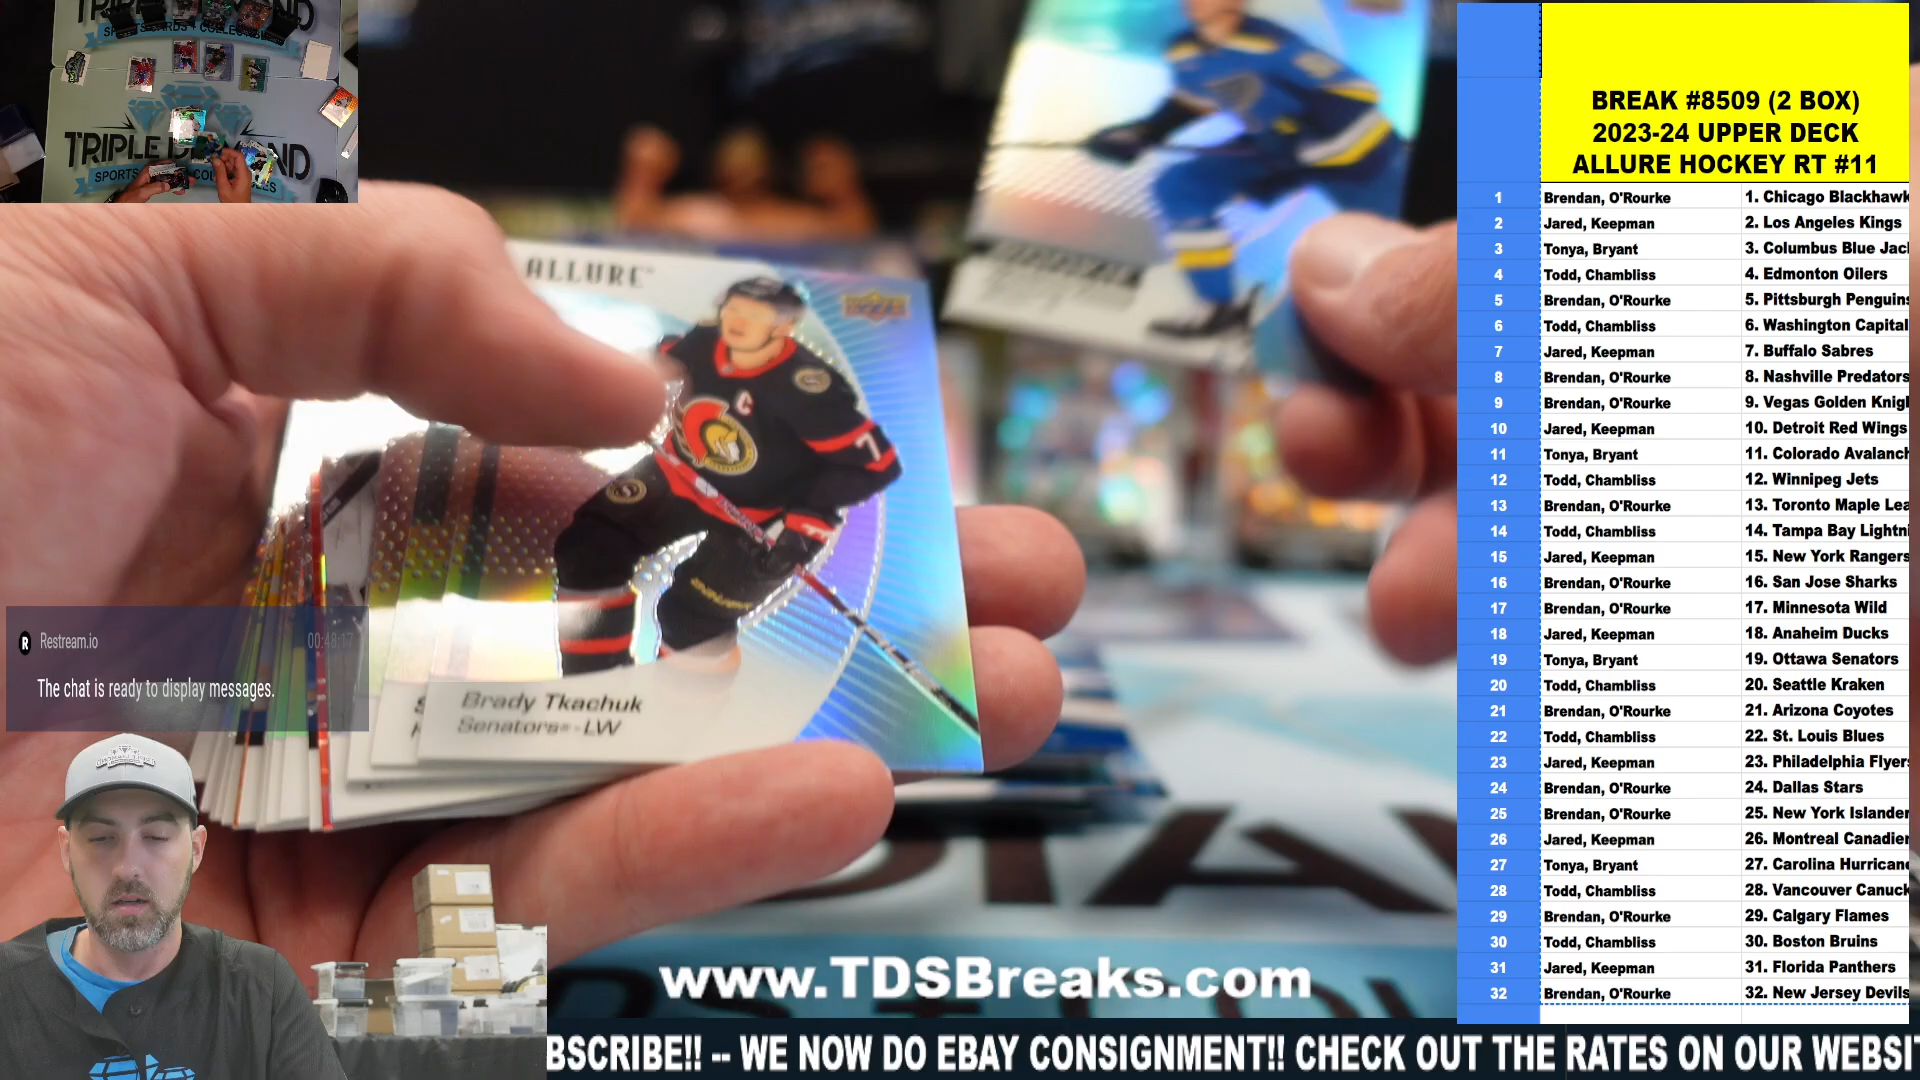 TRIPLE DIAMOND
SPORTS CARDS + COLLECTIBLES
ALLURE
C
7
Brady Tkachuk
Senators - LW
Restream.io
00:48:17
The chat is ready to display messages.
www.TDSBreaks.com
BSCRIBE!! -- WE NOW DO EBAY CONSIGNMENT!! CHECK OUT THE RATES ON OUR WEBSI
BREAK #8509 (2 BOX)
2023-24 UPPER DECK
ALLURE HOCKEY RT #11
1 Brendan, O'Rourke 1. Chicago Blackhawk
2 Jared, Keepman 2. Los Angeles Kings
3 Tonya, Bryant 3. Columbus Blue Jac
4 Todd, Chambliss 4. Edmonton Oilers
5 Brendan, O'Rourke 5. Pittsburgh Penguins
6 Todd, Chambliss 6. Washington Capital
7 Jared, Keepman 7. Buffalo Sabres
8 Brendan, O'Rourke 8. Nashville Predators
9 Brendan, O'Rourke 9. Vegas Golden Knigh
10 Jared, Keepman 10. Detroit Red Wings
11 Tonya, Bryant 11. Colorado Avalanch
12 Todd, Chambliss 12. Winnipeg Jets
13 Brendan, O'Rourke 13. Toronto Maple Lea
14 Todd, Chambliss 14. Tampa Bay Lightni
15 Jared, Keepman 15. New York Rangers
16 Brendan, O'Rourke 16. San Jose Sharks
17 Brendan, O'Rourke 17. Minnesota Wild
18 Jared, Keepman 18. Anaheim Ducks
19 Tonya, Bryant 19. Ottawa Senators
20 Todd, Chambliss 20. Seattle Kraken
21 Brendan, O'Rourke 21. Arizona Coyotes
22 Todd, Chambliss 22. St. Louis Blues
23 Jared, Keepman 23. Philadelphia Flyers
24 Brendan, O'Rourke 24. Dallas Stars
25 Brendan, O'Rourke 25. New York Islander
26 Jared, Keepman 26. Montreal Canadien
27 Tonya, Bryant 27. Carolina Hurricane
28 Todd, Chambliss 28. Vancouver Canuck
29 Brendan, O'Rourke 29. Calgary Flames
30 Todd, Chambliss 30. Boston Bruins
31 Jared, Keepman 31. Florida Panthers
32 Brendan, O'Rourke 32. New Jersey Devils